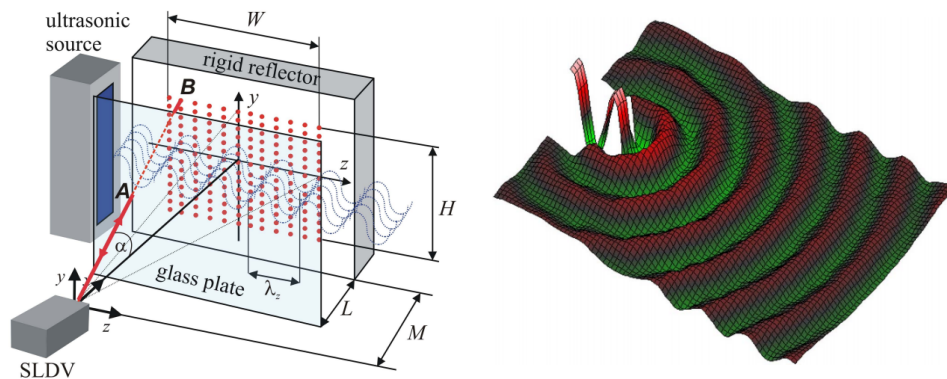 ultrasonic
source
W
rigid reflector
B
y
z
A
H
α
glass plate
λz
L
y
M
z
SLDV